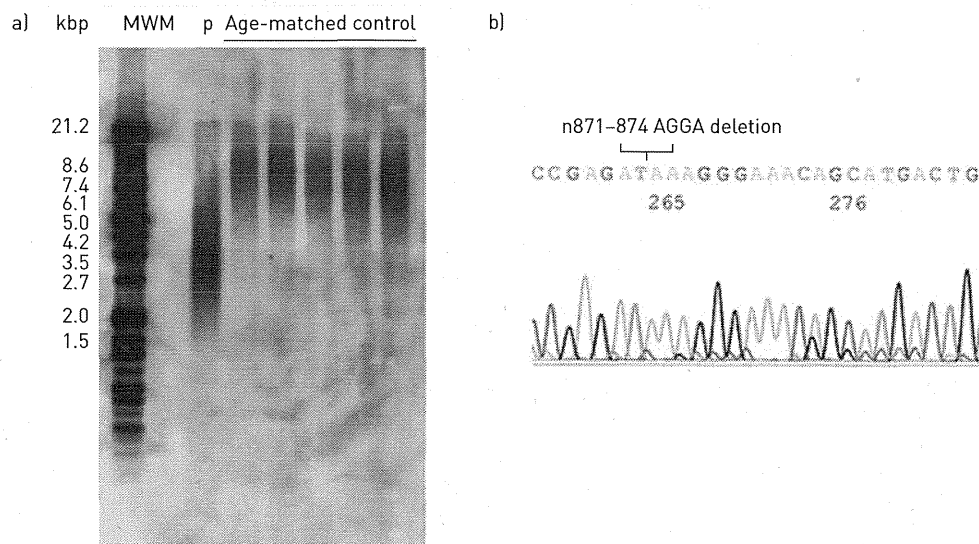 a) kbp MWM p Age-matched control
21.2
8.6
7.4
6.1
5.0
4.2
3.5
2.7
2.0
1.5
b)
n871–874 AGGA deletion
CCGAGATAAAGGGAAACAGCATGACTG
265 276